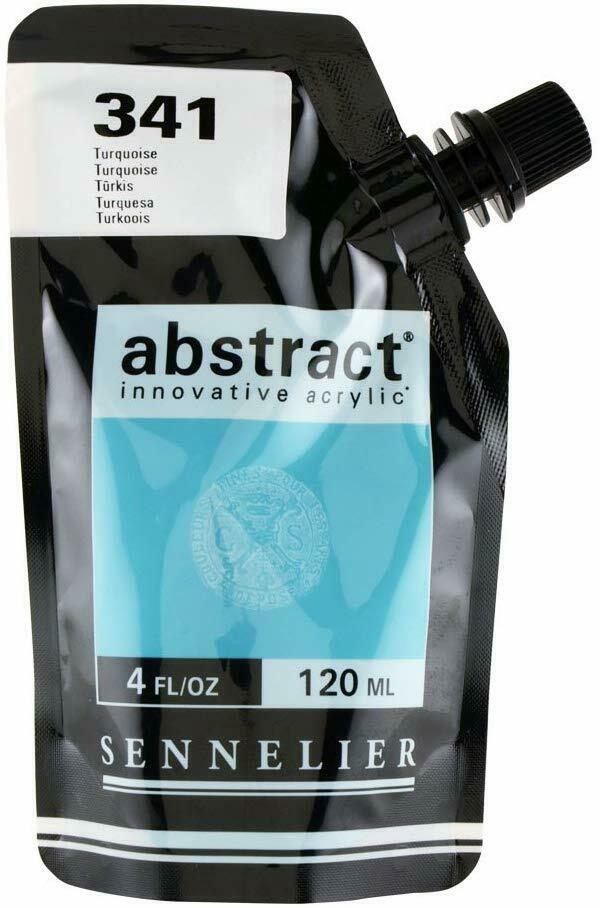 341
Turquoise
Turquoise
Türkis
Turquesa
Turkoois
abstract®
innovative acrylic*
C S
4 FL/OZ 120 ML
SENNELIER